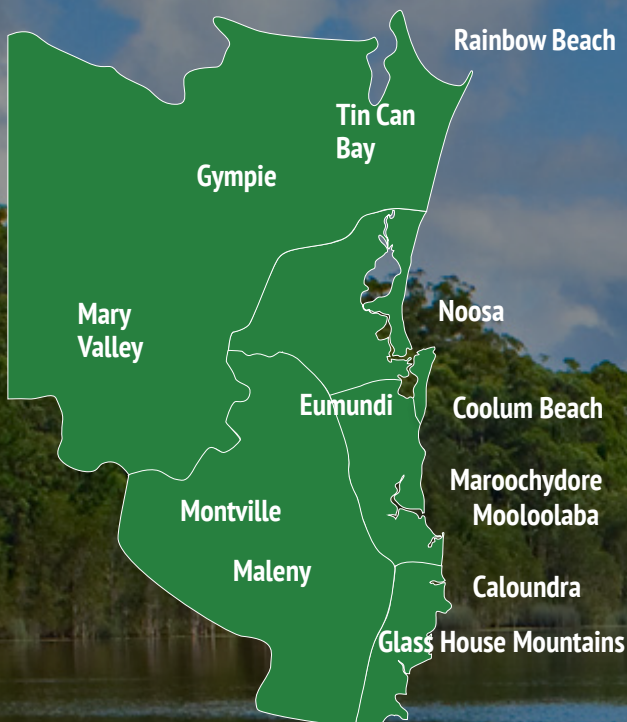 Rainbow Beach
Tin Can
Bay
Gympie
Mary
Valley
Noosa
Eumundi
Coolum Beach
Maroochydore
Mooloolaba
Montville
Maleny
Caloundra
Glass House Mountains